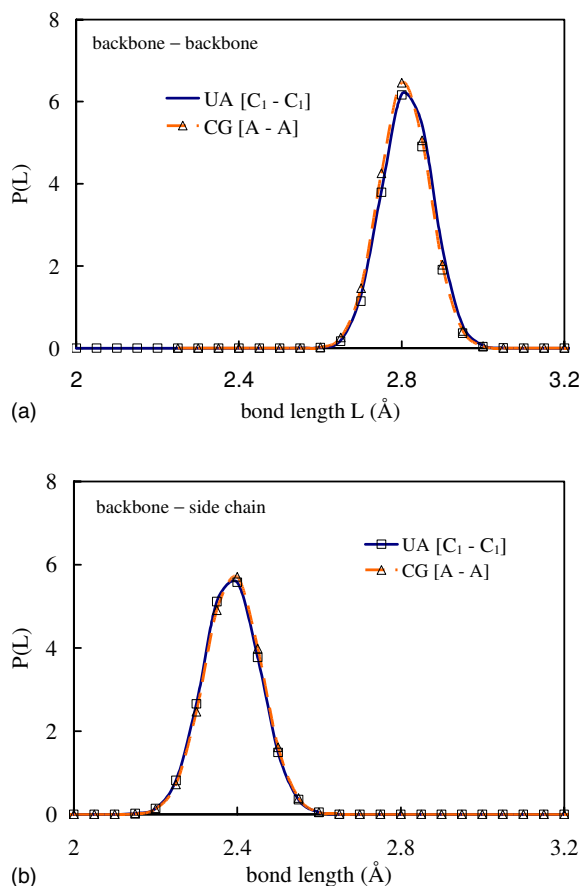 8
backbone – backbone
6
UA [C₁ - C₁]
CG [A - A]
P(L)
4
2
0
2 2.4 2.8 3.2
(a) bond length L (Å)
8
backbone – side chain
6
UA [C₁ - C₁]
CG [A - A]
P(L)
4
2
0
2 2.4 2.8 3.2
(b) bond length (Å)